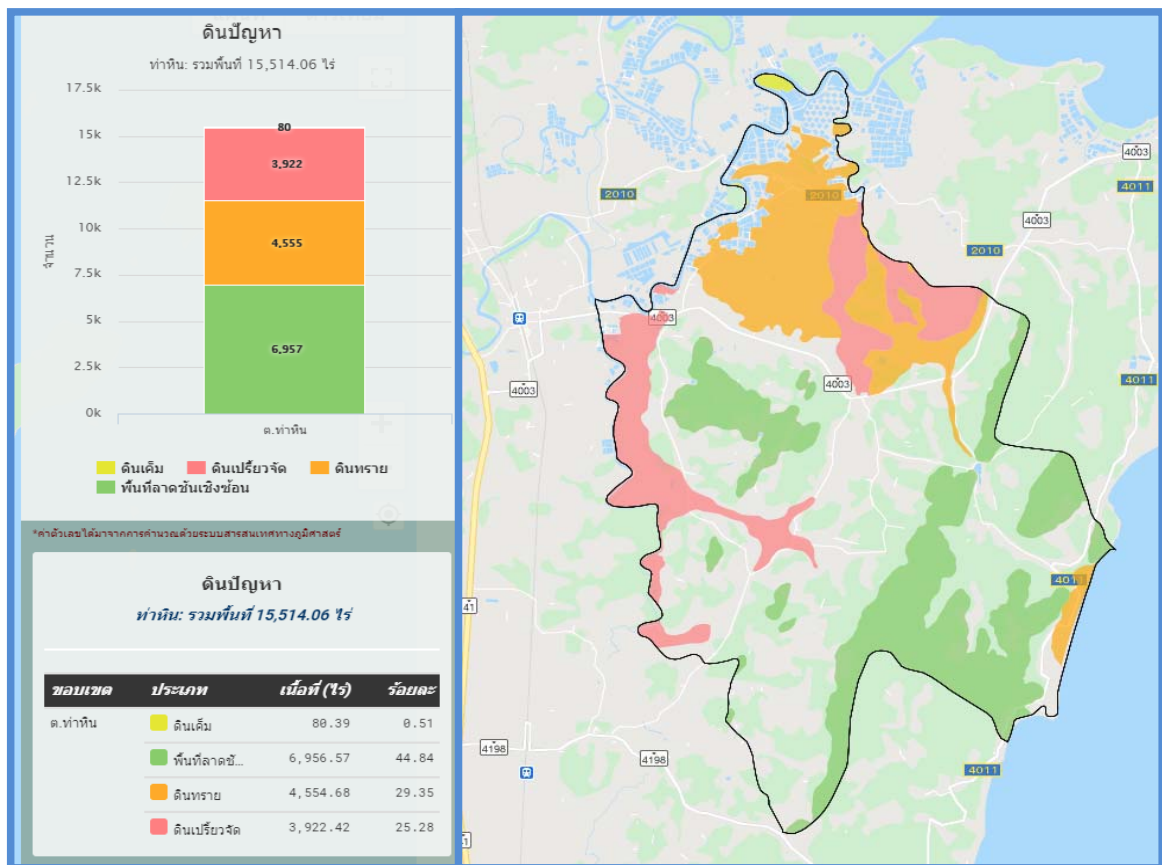 ดินปัญหา
ท่าหิน: รวมพื้นที่ 15,514.06 ไร่
17.5k
15k
12.5k
10k
7.5k
5k
2.5k
0k
จำนวน
80
3,922
4,555
6,957
ต.ท่าหิน
ดินเค็ม ดินเปรี้ยวจัด ดินทราย
พื้นที่ลาดชันเชิงซ้อน
*ค่าตัวเลขได้มาจากการคำนวณด้วยระบบสารสนเทศทางภูมิศาสตร์
ดินปัญหา
ท่าหิน: รวมพื้นที่ 15,514.06 ไร่
ขอบเขต ประเภท เนื้อที่ (ไร่) ร้อยละ
ต.ท่าหิน ดินเค็ม 80.39 0.51
พื้นที่ลาดชั... 6,956.57 44.84
ดินทราย 4,554.68 29.35
ดินเปรี้ยวจัด 3,922.42 25.28
4003
4011
2010
2010
4003
2010
4003
4003
4003
4011
4011
41
4198
4198
4011
41